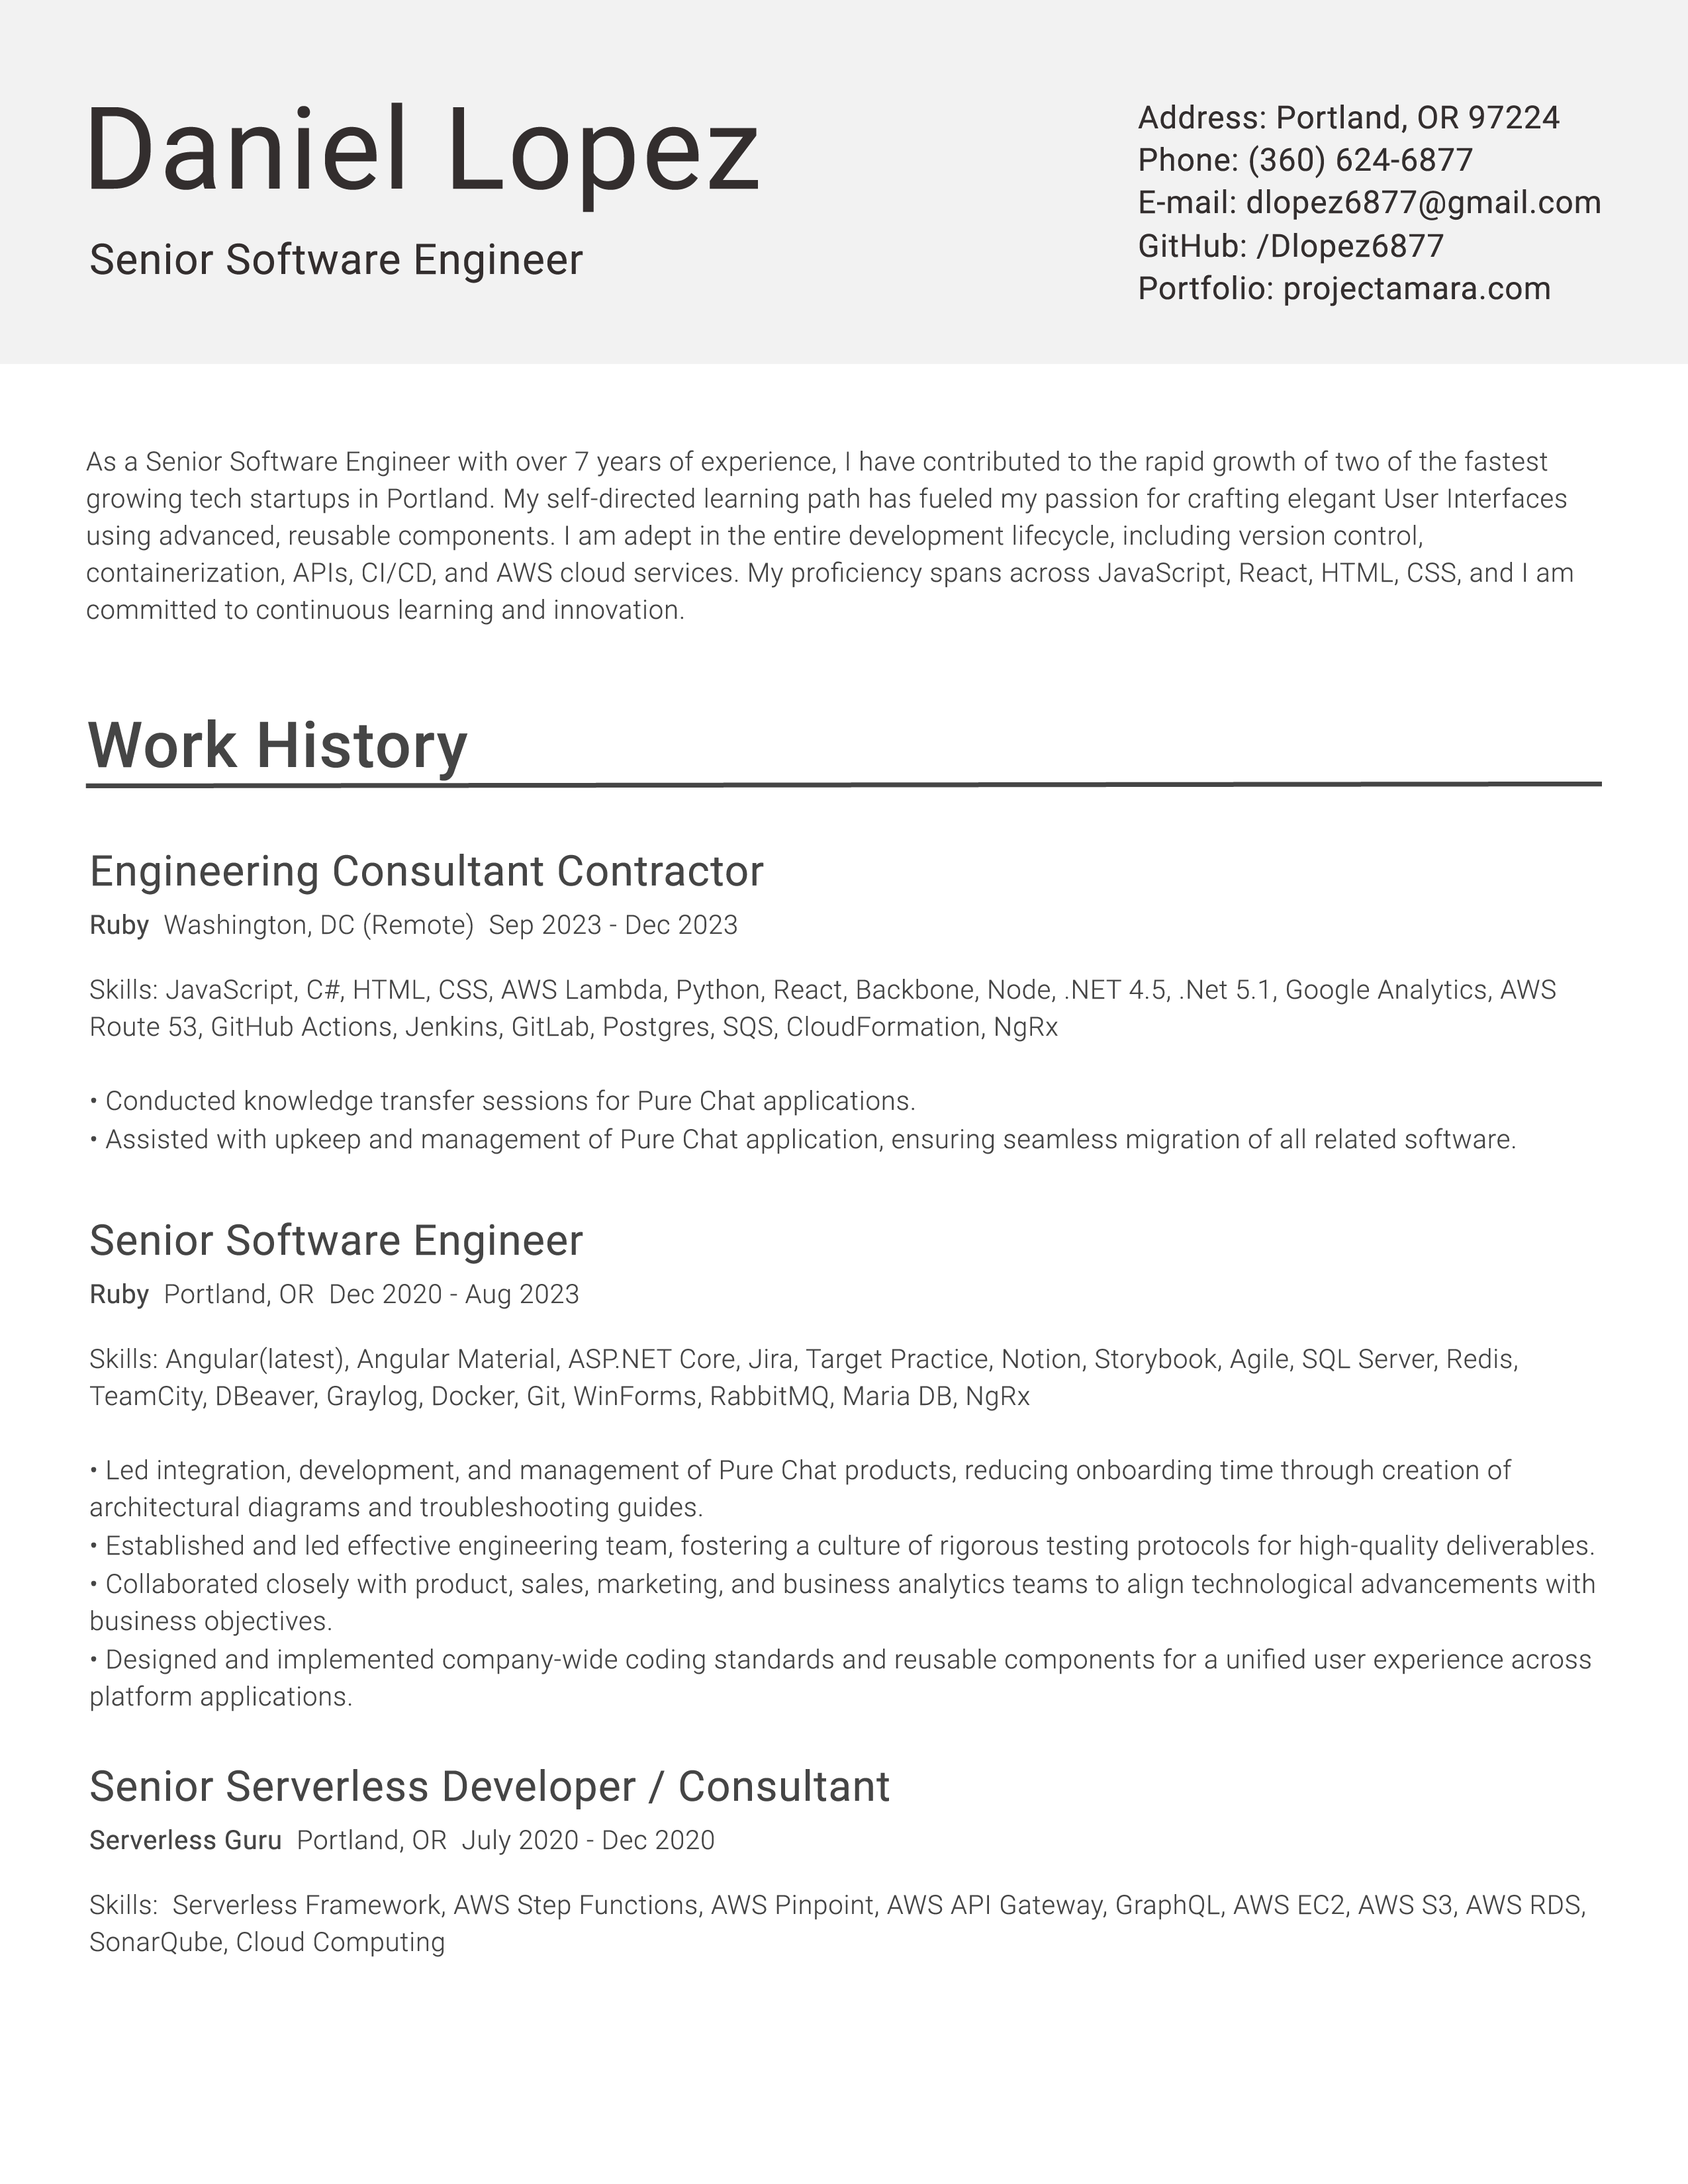 Daniel Lopez
Senior Software Engineer
Address: Portland, OR 97224
Phone: (360) 624-6877
E-mail: dlopez6877@gmail.com
GitHub: /Dlopez6877
Portfolio: projectamara.com
As a Senior Software Engineer with over 7 years of experience, I have contributed to the rapid growth of two of the fastest
growing tech startups in Portland. My self-directed learning path has fueled my passion for crafting elegant User Interfaces
using advanced, reusable components. I am adept in the entire development lifecycle, including version control,
containerization, APIs, CI/CD, and AWS cloud services. My proficiency spans across JavaScript, React, HTML, CSS, and I am
committed to continuous learning and innovation.
Work History
Engineering Consultant Contractor
Ruby Washington, DC (Remote) Sep 2023 - Dec 2023
Skills: JavaScript, C#, HTML, CSS, AWS Lambda, Python, React, Backbone, Node, .NET 4.5, .Net 5.1, Google Analytics, AWS
Route 53, GitHub Actions, Jenkins, GitLab, Postgres, SQS, CloudFormation, NgRx
• Conducted knowledge transfer sessions for Pure Chat applications.
• Assisted with upkeep and management of Pure Chat application, ensuring seamless migration of all related software.
Senior Software Engineer
Ruby Portland, OR Dec 2020 - Aug 2023
Skills: Angular(latest), Angular Material, ASP.NET Core, Jira, Target Practice, Notion, Storybook, Agile, SQL Server, Redis,
TeamCity, DBeaver, Graylog, Docker, Git, WinForms, RabbitMQ, Maria DB, NgRx
• Led integration, development, and management of Pure Chat products, reducing onboarding time through creation of
architectural diagrams and troubleshooting guides.
• Established and led effective engineering team, fostering a culture of rigorous testing protocols for high-quality deliverables.
• Collaborated closely with product, sales, marketing, and business analytics teams to align technological advancements with
business objectives.
• Designed and implemented company-wide coding standards and reusable components for a unified user experience across
platform applications.
Senior Serverless Developer / Consultant
Serverless Guru Portland, OR July 2020 - Dec 2020
Skills: Serverless Framework, AWS Step Functions, AWS Pinpoint, AWS API Gateway, GraphQL, AWS EC2, AWS S3, AWS RDS,
SonarQube, Cloud Computing